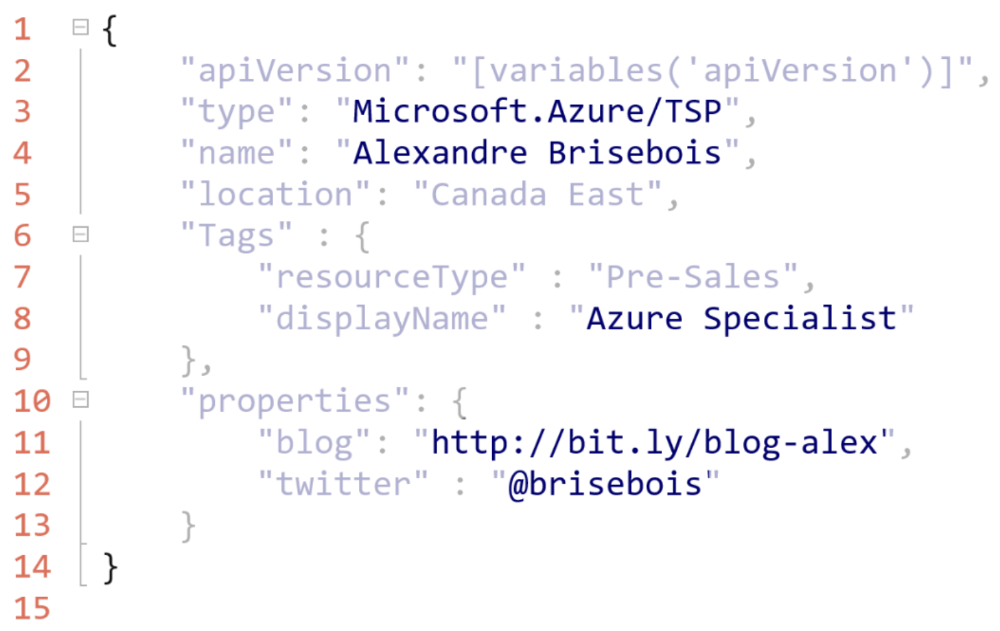 1 {
2 "apiVersion": "[variables('apiVersion')]",
3 "type": "Microsoft.Azure/TSP",
4 "name": "Alexandre Brisebois",
5 "location": "Canada East",
6 "Tags" : {
7 "resourceType" : "Pre-Sales",
8 "displayName" : "Azure Specialist"
9 },
10 "properties": {
11 "blog": "http://bit.ly/blog-alex",
12 "twitter" : "@brisebois"
13 }
14 }
15